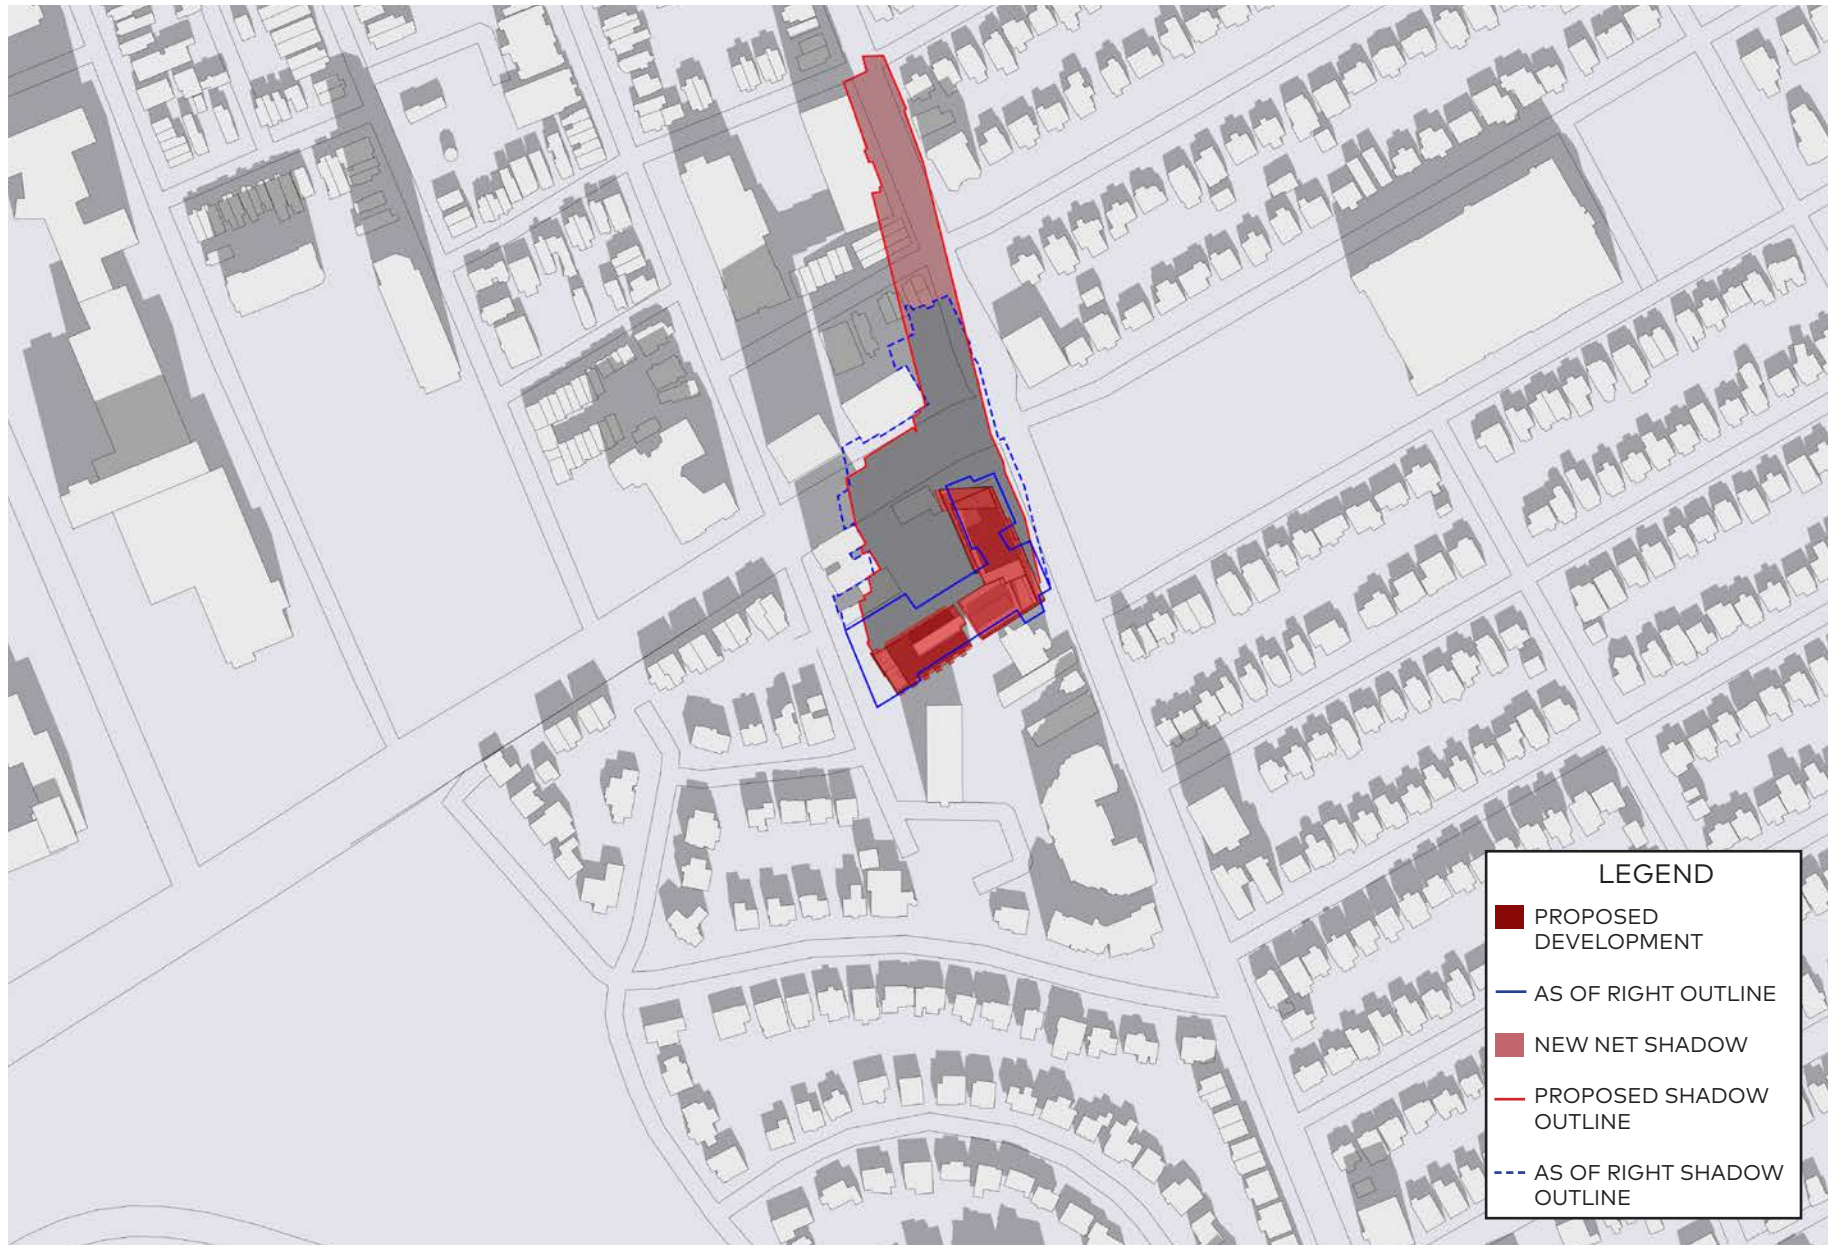 LEGEND
PROPOSED
DEVELOPMENT
AS OF RIGHT OUTLINE
NEW NET SHADOW
PROPOSED SHADOW
OUTLINE
AS OF RIGHT SHADOW
OUTLINE